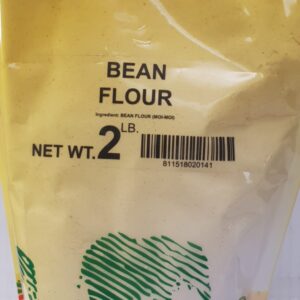 BEAN
FLOUR
Ingredient: BEAN FLOUR (MOI-MOI)
NET WT. 2 LB.
811518020141